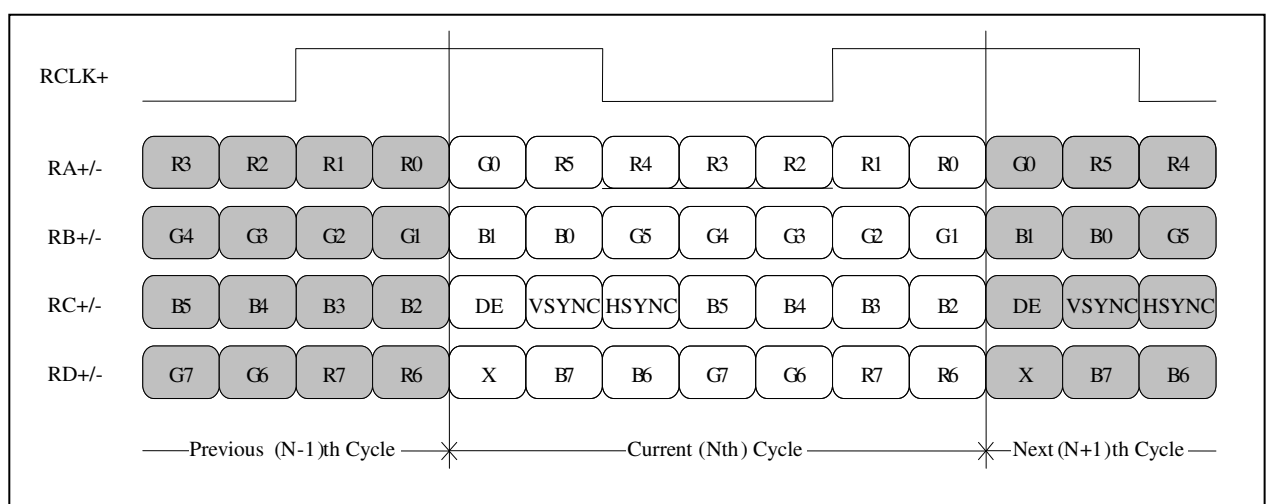 RCLK+
RA+/- R3 R2 R1 R0 G0 R5 R4 R3 R2 R1 R0 G0 R5 R4
RB+/- G4 G3 G2 G1 B1 B0 G5 G4 G3 G2 G1 B1 B0 G5
RC+/- B5 B4 B3 B2 DE VSYNC HSYNC B5 B4 B3 B2 DE VSYNC HSYNC
RD+/- G7 G6 R7 R6 X B7 B6 G7 G6 R7 R6 X B7 B6
Previous (N-1)th Cycle Current (Nth) Cycle Next (N+1)th Cycle